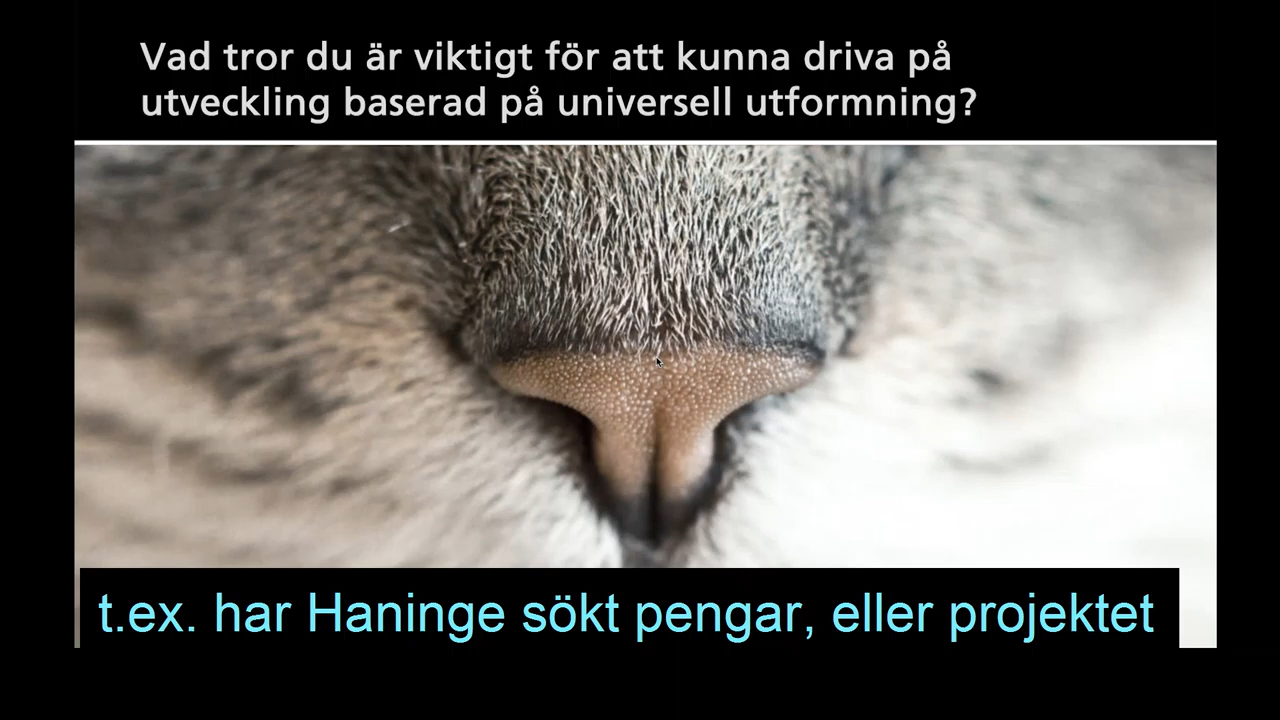 Vad tror du är viktigt för att kunna driva på
utveckling baserad på universell utformning?
t.ex. har Haninge sökt pengar, eller projektet